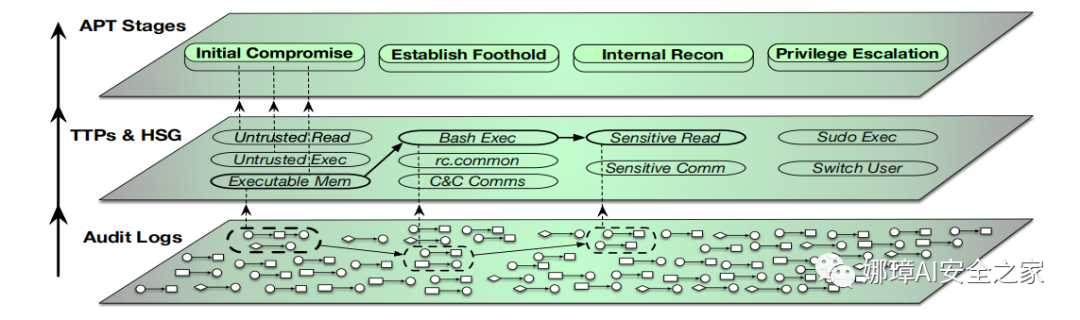 APT Stages
Initial Compromise
Establish Foothold
Internal Recon
Privilege Escalation
TTPs & HSG
Untrusted Read
Bash Exec
Sensitive Read
Sudo Exec
Untrusted Exec
rc.common
Sensitive Comm
Switch User
Executable Mem
C&C Comms
Audit Logs
娜璋AI安全之家